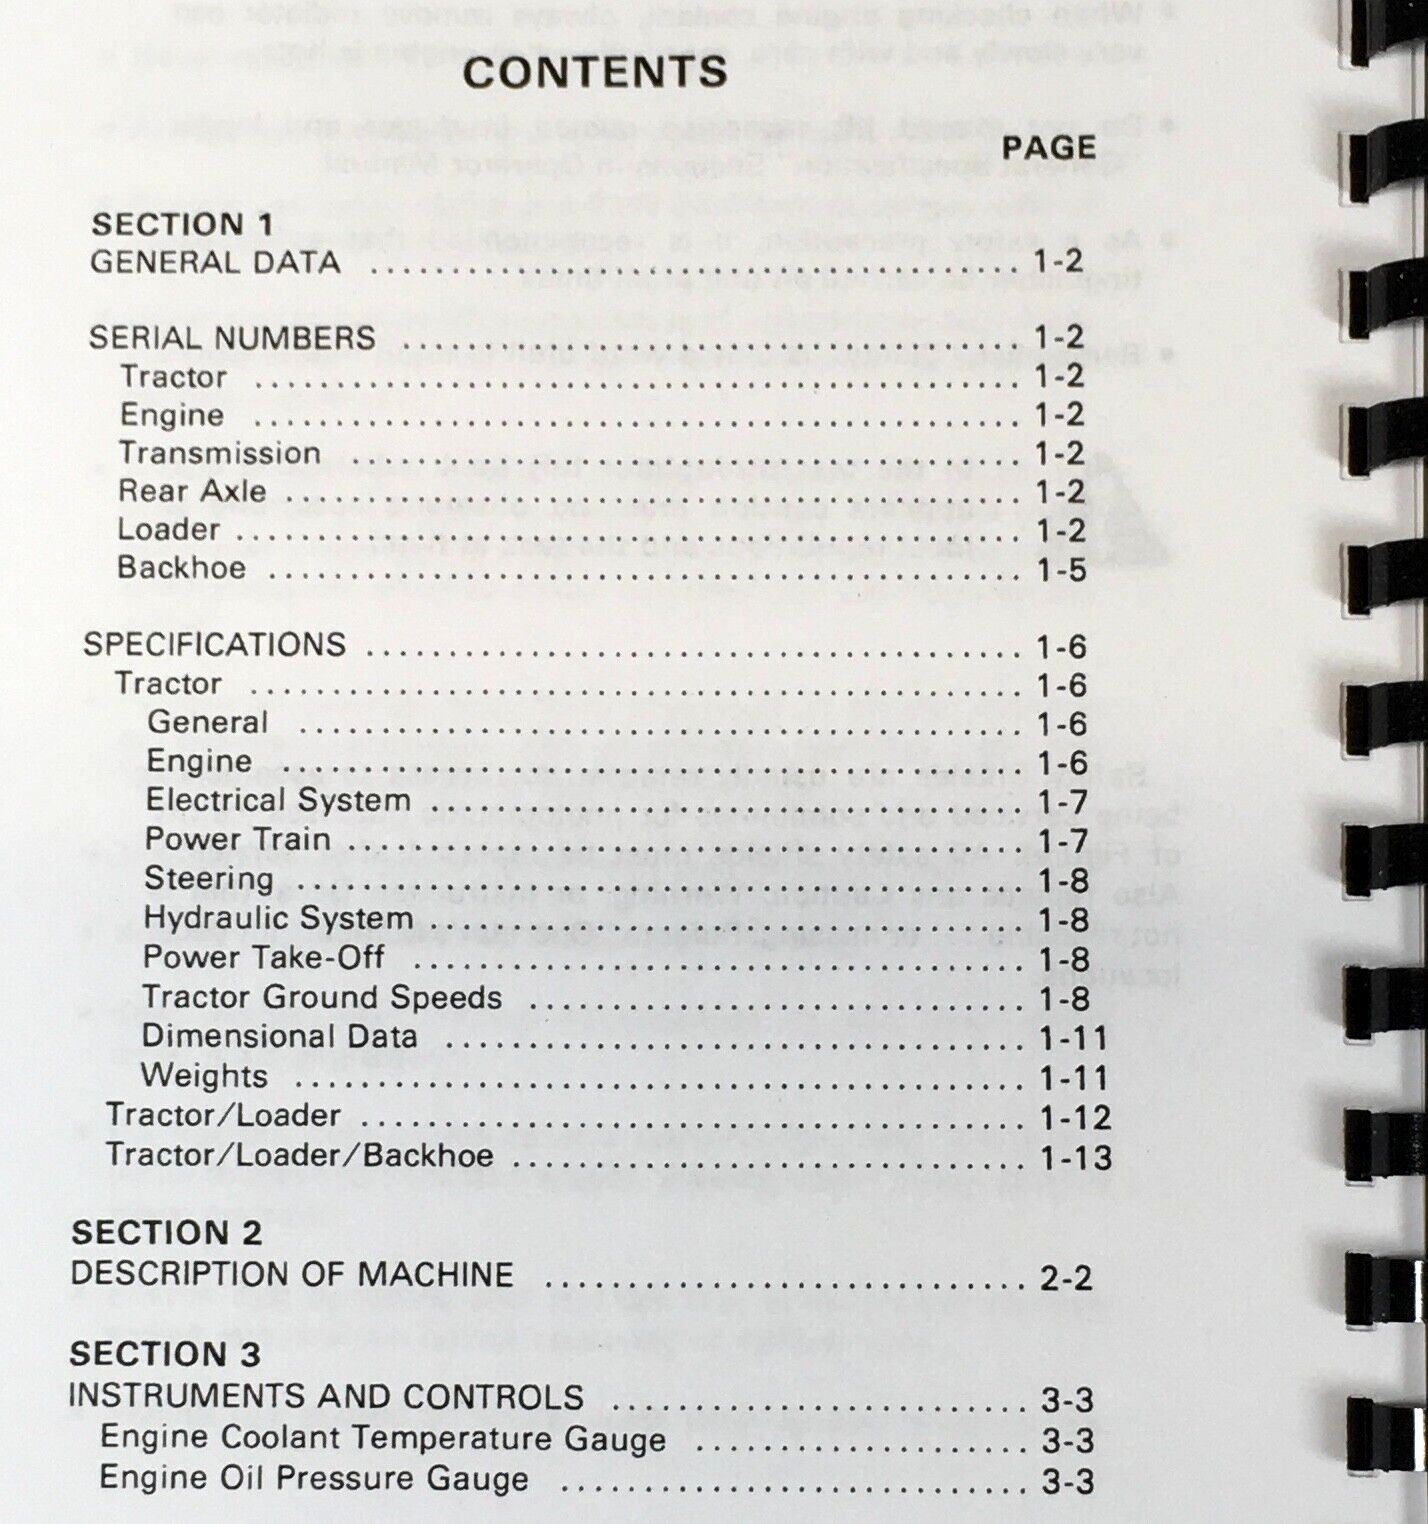 CONTENTS
PAGE
SECTION 1
GENERAL DATA ........................................ 1-2
SERIAL NUMBERS ...................................... 1-2
Tractor ............................................... 1-2
Engine ............................................... 1-2
Transmission ......................................... 1-2
Rear Axle ............................................. 1-2
Loader ................................................ 1-2
Backhoe .............................................. 1-5
SPECIFICATIONS ........................................ 1-6
Tractor ............................................... 1-6
General ............................................ 1-6
Engine ............................................. 1-6
Electrical System .................................... 1-7
Power Train ......................................... 1-7
Steering ............................................ 1-8
Hydraulic System .................................... 1-8
Power Take-Off ..................................... 1-8
Tractor Ground Speeds .............................. 1-8
Dimensional Data ................................... 1-11
Weights ............................................ 1-11
Tractor/Loader ........................................ 1-12
Tractor/Loader/Backhoe ............................... 1-13
SECTION 2
DESCRIPTION OF MACHINE ............................. 2-2
SECTION 3
INSTRUMENTS AND CONTROLS ......................... 3-3
Engine Coolant Temperature Gauge .................... 3-3
Engine Oil Pressure Gauge ............................ 3-3